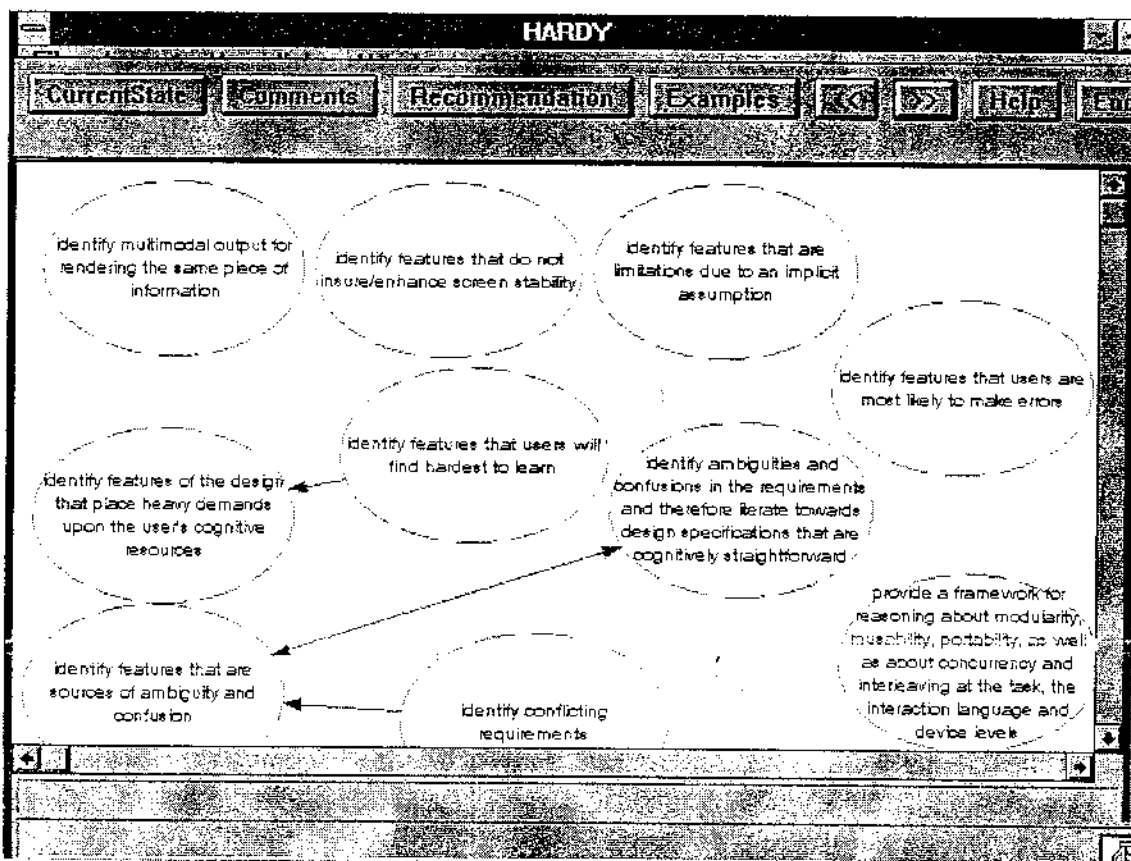 HARDY
CurrentState Comments Recommendation Examples << >> Help
identify multimodal output for
rendering the same piece of
information
identify features that do not
insure/enhance screen stability
identify features that are
limitations due to an implicit
assumption
identify features that users are
most likely to make errors
identify features that users will
find hardest to learn
identify features of the design
that place heavy demands
upon the user's cognitive
resources
identify ambiguities and
confusions in the requirements
and therefore iterate towards
design specifications that are
cognitively straightforward
identify features that are
sources of ambiguity and
confusion
identify conflicting
requirements
provide a framework for
reasoning about modularity,
reusability, portability, as well
as about concurrency and
interleaving at the task, the
interaction language and
device levels